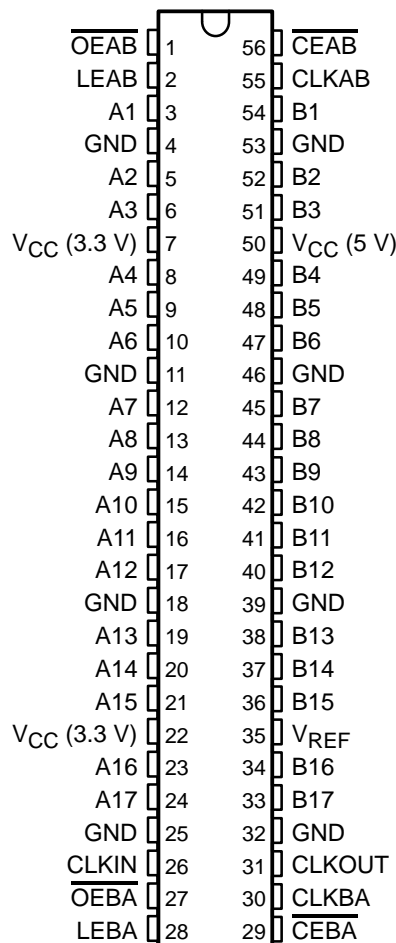 OEAB 1 56 CEAB
LEAB 2 55 CLKAB
A1 3 54 B1
GND 4 53 GND
A2 5 52 B2
A3 6 51 B3
VCC (3.3 V) 7 50 VCC (5 V)
A4 8 49 B4
A5 9 48 B5
A6 10 47 B6
GND 11 46 GND
A7 12 45 B7
A8 13 44 B8
A9 14 43 B9
A10 15 42 B10
A11 16 41 B11
A12 17 40 B12
GND 18 39 GND
A13 19 38 B13
A14 20 37 B14
A15 21 36 B15
VCC (3.3 V) 22 35 VREF
A16 23 34 B16
A17 24 33 B17
GND 25 32 GND
CLKIN 26 31 CLKOUT
OEBA 27 30 CLKBA
LEBA 28 29 CEBA